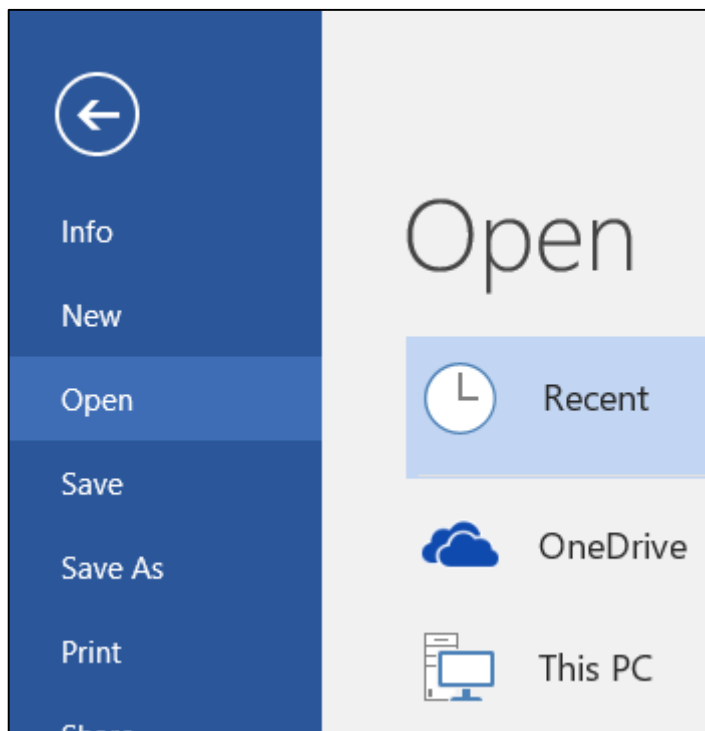 Info
New
Open
Save
Save As
Print
Open
Recent
OneDrive
This PC